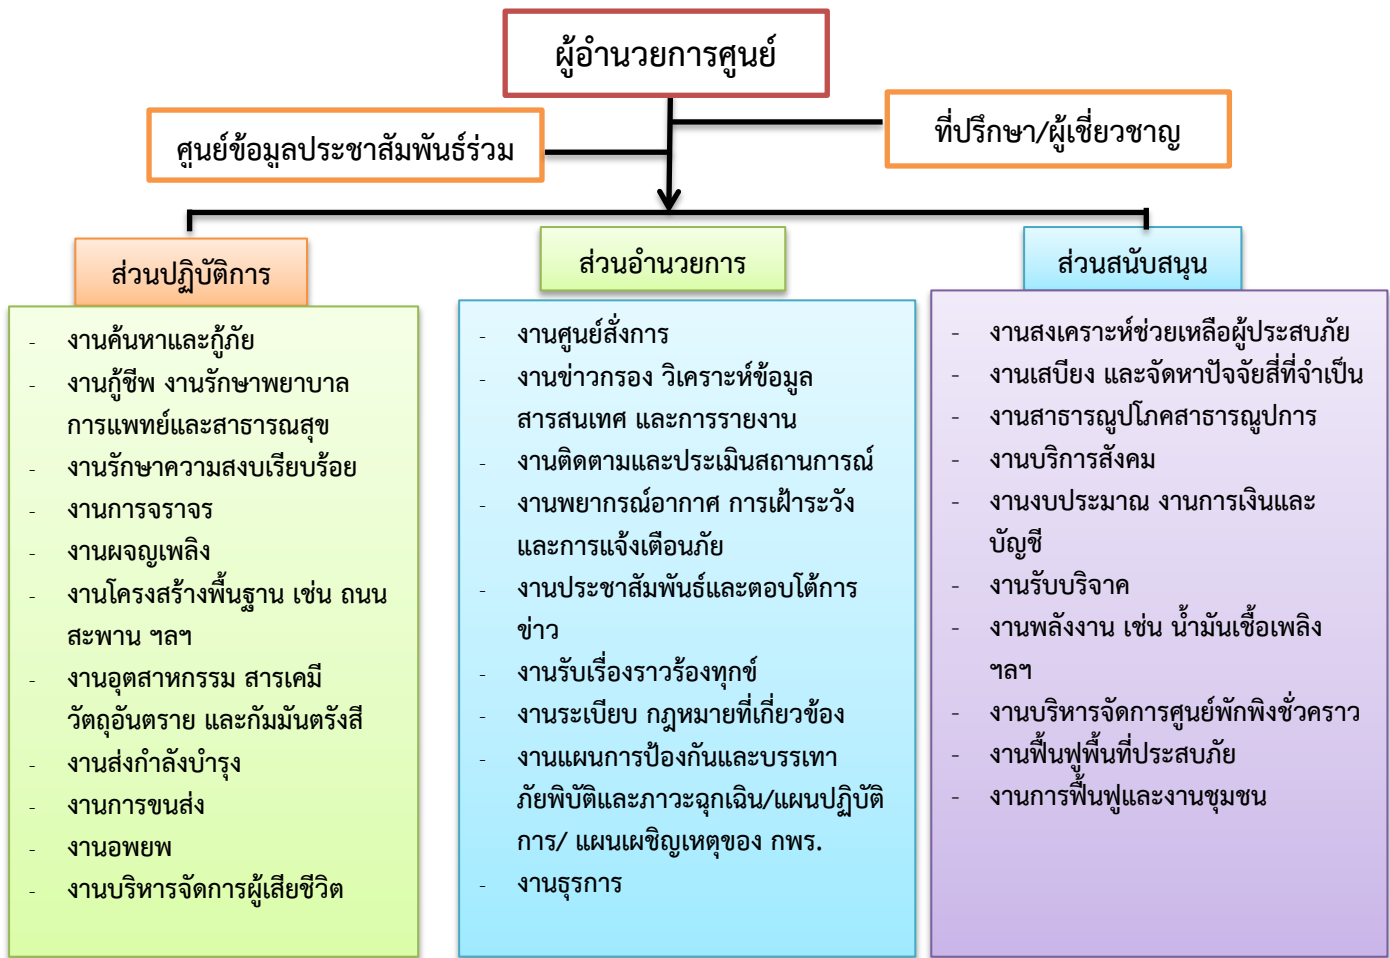 ผู้อำนวยการศูนย์
ที่ปรึกษา/ผู้เชี่ยวชาญ
ศูนย์ข้อมูลประชาสัมพันธ์ร่วม
ส่วนปฏิบัติการ
- งานค้นหาและกู้ภัย
- งานกู้ชีพ งานรักษาพยาบาล
การแพทย์และสาธารณสุข
- งานรักษาความสงบเรียบร้อย
- งานการจราจร
- งานผจญเพลิง
- งานโครงสร้างพื้นฐาน เช่น ถนน
สะพาน ฯลฯ
- งานอุตสาหกรรม สารเคมี
วัตถุอันตราย และกัมมันตรังสี
- งานส่งกำลังบำรุง
- งานการขนส่ง
- งานอพยพ
- งานบริหารจัดการผู้เสียชีวิต
ส่วนอำนวยการ
- งานศูนย์สั่งการ
- งานข่าวกรอง วิเคราะห์ข้อมูล
สารสนเทศ และการรายงาน
- งานติดตามและประเมินสถานการณ์
- งานพยากรณ์อากาศ การเฝ้าระวัง
และการแจ้งเตือนภัย
- งานประชาสัมพันธ์และตอบโต้การ
ข่าว
- งานรับเรื่องราวร้องทุกข์
- งานระเบียบ กฎหมายที่เกี่ยวข้อง
- งานแผนการป้องกันและบรรเทา
ภัยพิบัติและภาวะฉุกเฉิน/แผนปฏิบัติ
การ/ แผนเผชิญเหตุของ กพร.
- งานธุรการ
ส่วนสนับสนุน
- งานสงเคราะห์ช่วยเหลือผู้ประสบภัย
- งานเสบียง และจัดหาปัจจัยสี่ที่จำเป็น
- งานสาธารณูปโภคสาธารณูปการ
- งานบริการสังคม
- งานงบประมาณ งานการเงินและ
บัญชี
- งานรับบริจาค
- งานพลังงาน เช่น น้ำมันเชื้อเพลิง
ฯลฯ
- งานบริหารจัดการศูนย์พักพิงชั่วคราว
- งานฟื้นฟูพื้นที่ประสบภัย
- งานการฟื้นฟูและงานชุมชน